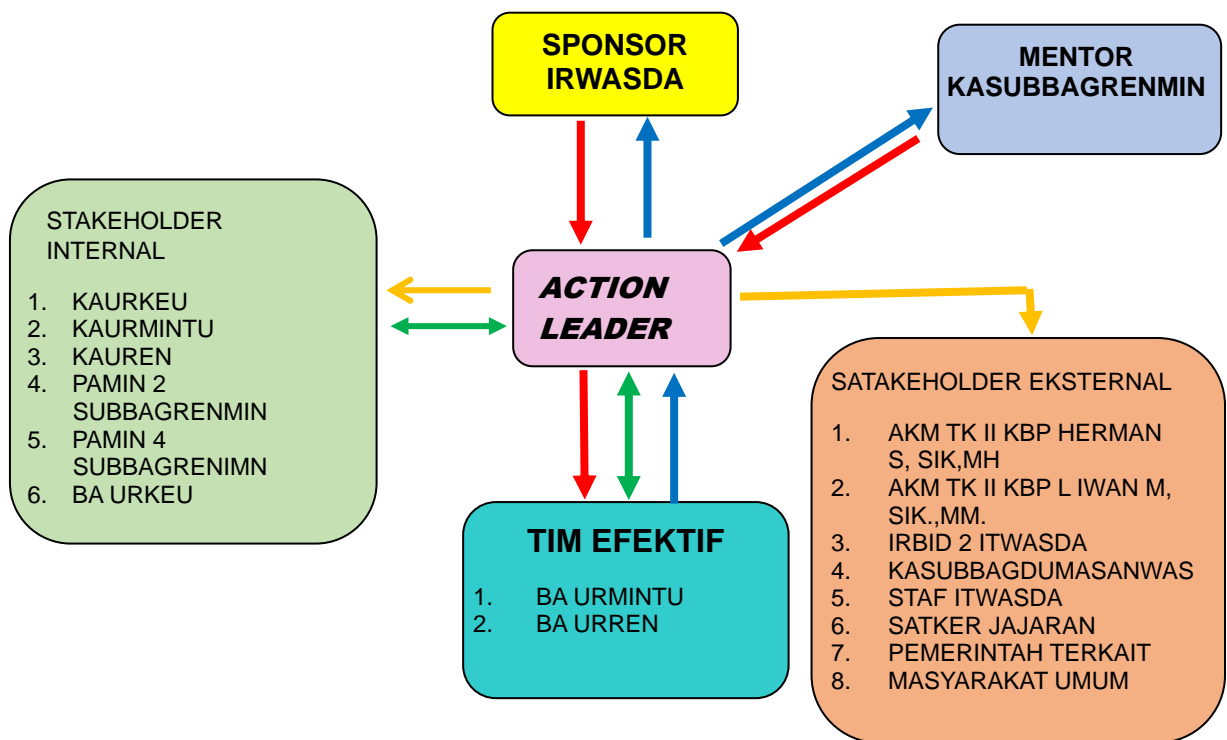 SPONSOR
IRWASDA
MENTOR
KASUBBAGRENMIN
STAKEHOLDER
INTERNAL
1. KAURKEU
2. KAURMINTU
3. KAUREN
4. PAMIN 2
SUBBAGRENMIN
5. PAMIN 4
SUBBAGRENIMN
6. BA URKEU
ACTION
LEADER
SATAKEHOLDER EKSTERNAL
1. AKM TK II KBP HERMAN
S, SIK,MH
2. AKM TK II KBP L IWAN M,
SIK.,MM.
3. IRBID 2 ITWASDA
4. KASUBBAGDUMASANWAS
5. STAF ITWASDA
6. SATKER JAJARAN
7. PEMERINTAH TERKAIT
8. MASYARAKAT UMUM
TIM EFEKTIF
1. BA URMINTU
2. BA URREN